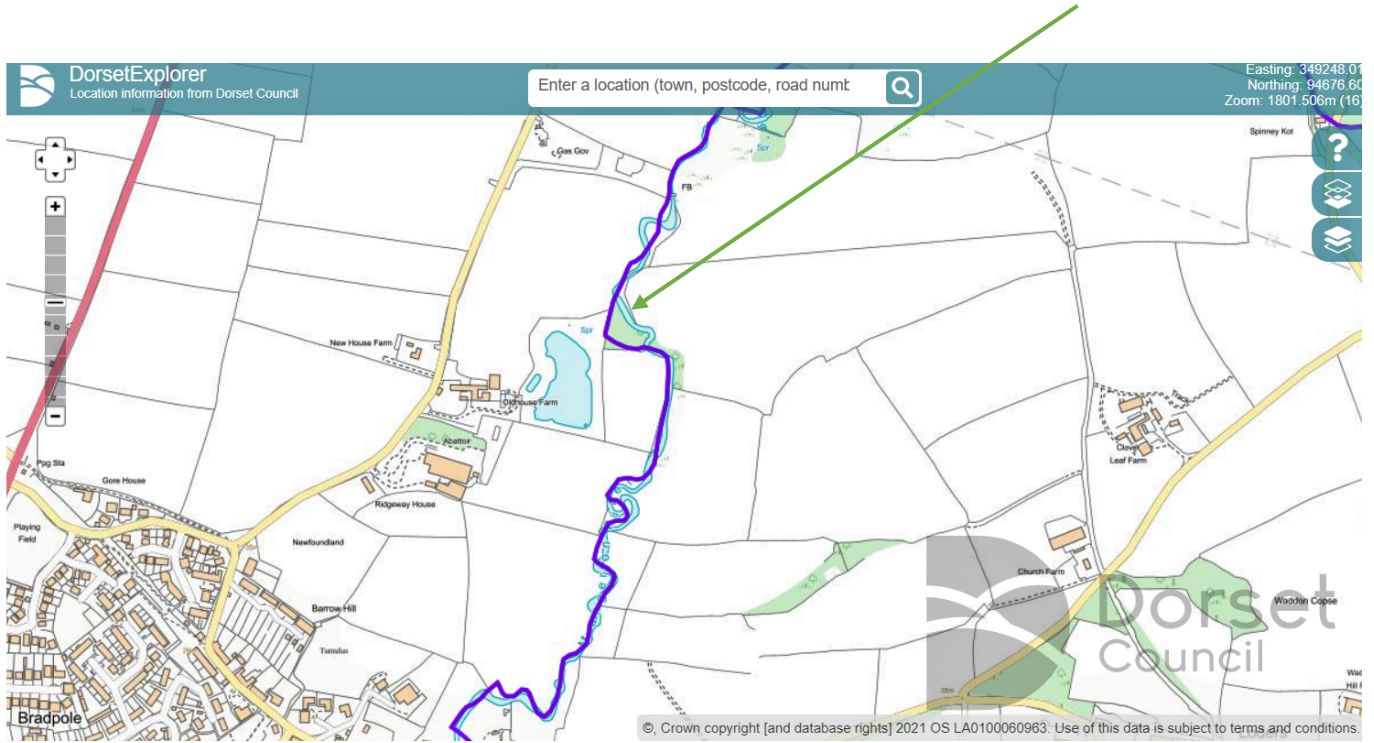 DorsetExplorer
Location information from Dorset Council
Enter a location (town, postcode, road numb
Easting: 349248.01
Northing: 94676.60
Zoom: 1801.506m (16)
Spinney Kot
?
Gas Gov
Spr
FB
+
New House Farm
Spr
Oldhouse Farm
Track
Abattoir
Clover
Leaf Farm
Ppg Sta
Gore House
Ridgeway House
Playing
Field
Newfoundland
Church Farm
Dorset
Council
Waddon Copse
Barrow Hill
Tumulus
38m
Bradpole
©, Crown copyright [and database rights] 2021 OS LA0100060963. Use of this data is subject to terms and conditions.